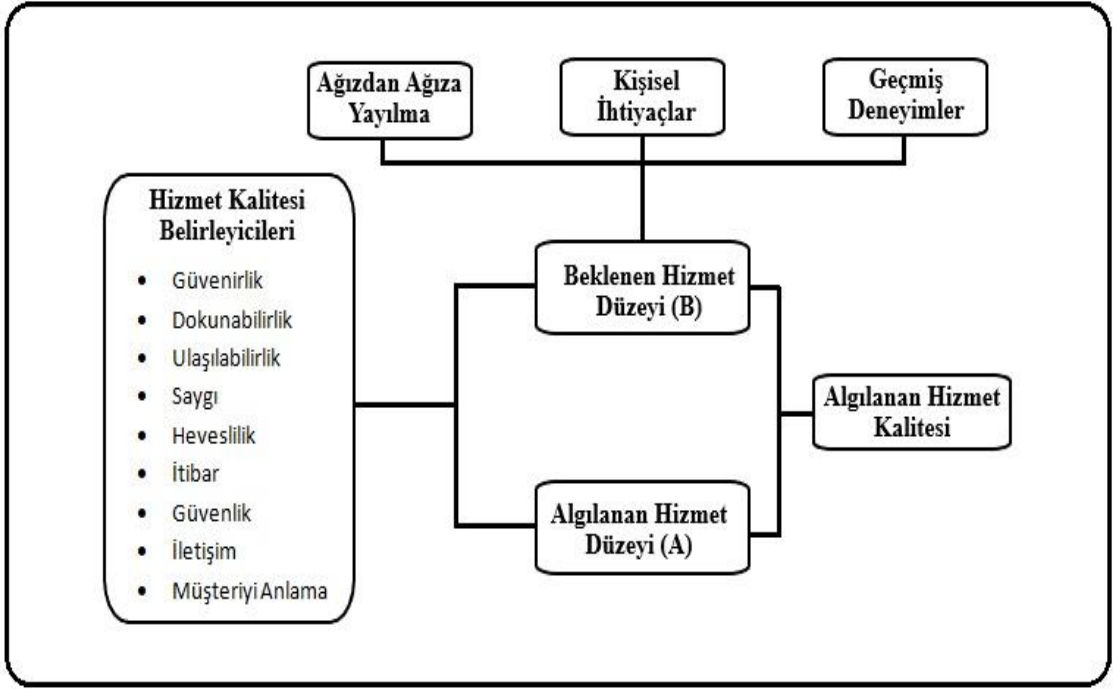 Ağızdan Ağıza
Yayılma
Kişisel
İhtiyaçlar
Geçmiş
Deneyimler
Hizmet Kalitesi
Belirleyicileri
• Güvenirlik
• Dokunabilirlik
• Ulaşılabilirlik
• Saygı
• Heveslilik
• İtibar
• Güvenlik
• İletişim
• Müşteriyi Anlama
Beklenen Hizmet
Düzeyi (B)
Algılanan Hizmet
Düzeyi (A)
Algılanan Hizmet
Kalitesi